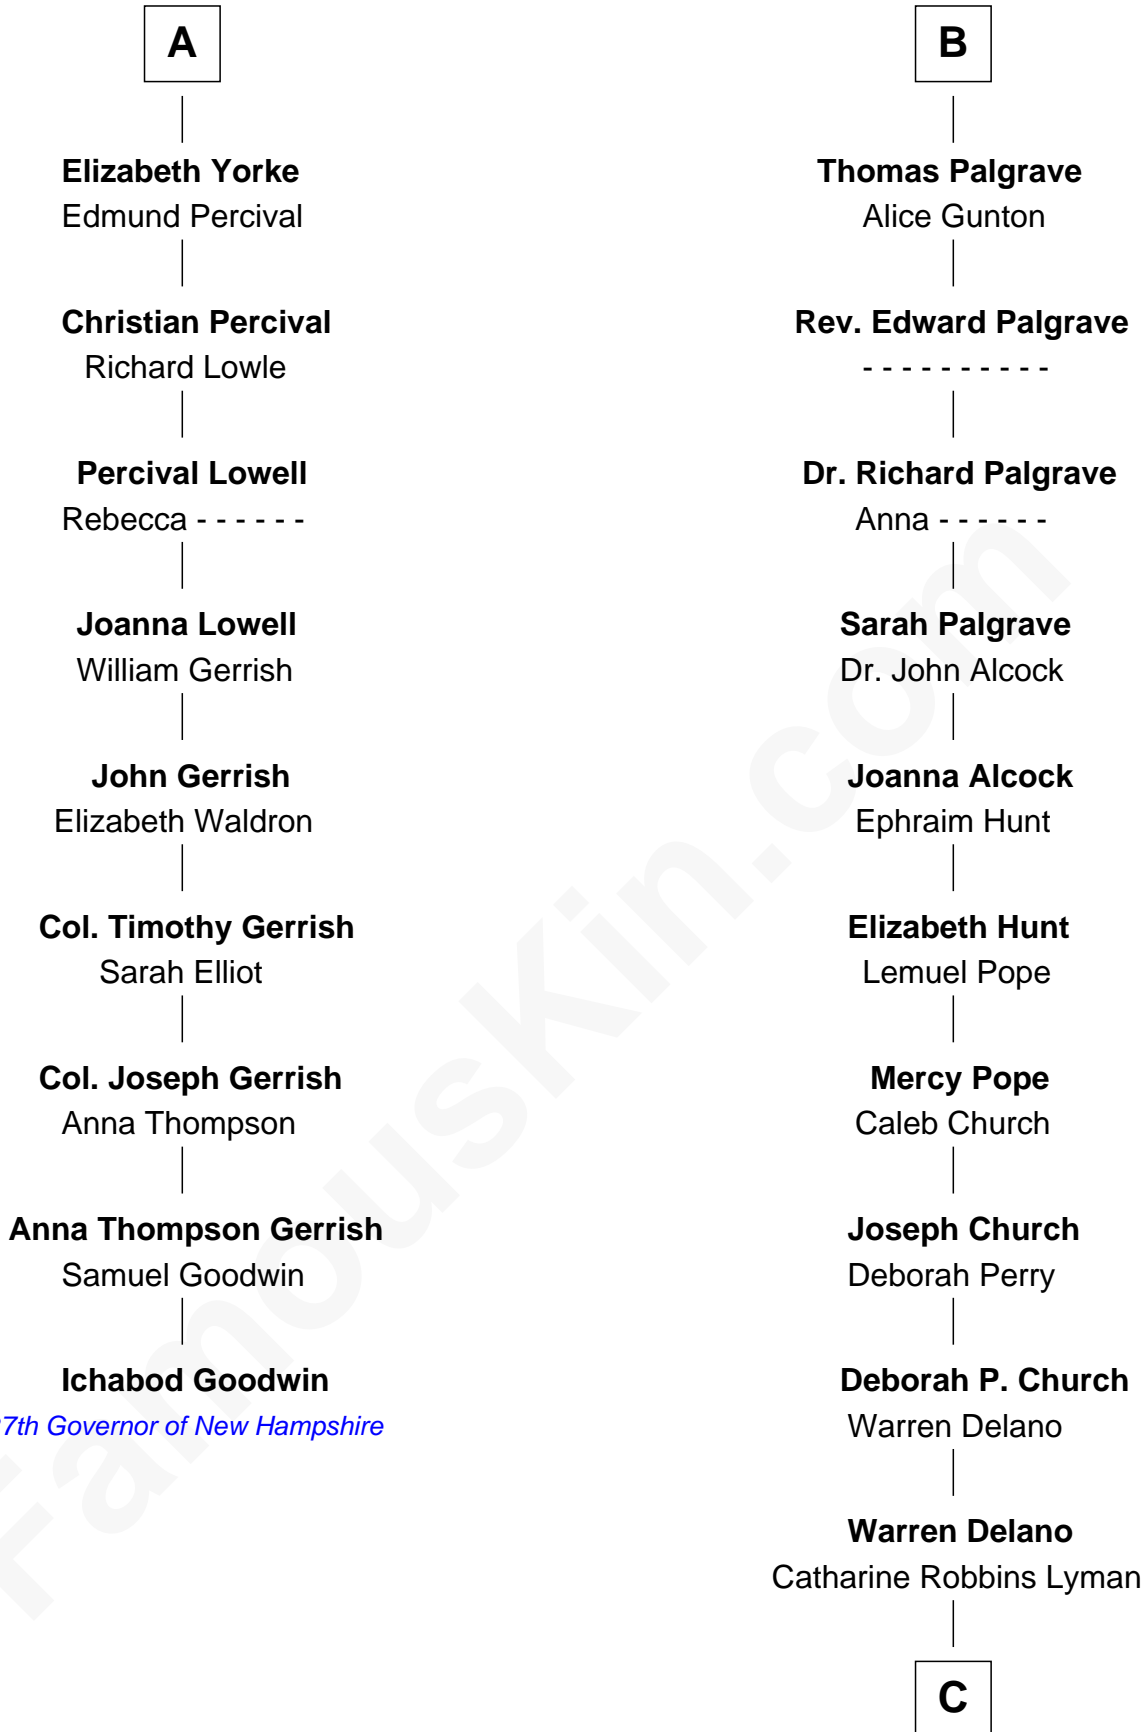 A
Elizabeth Yorke
Edmund Percival
Christian Percival
Richard Lowle
Percival Lowell
Rebecca - - - - - -
Joanna Lowell
William Gerrish
John Gerrish
Elizabeth Waldron
Col. Timothy Gerrish
Sarah Elliot
Col. Joseph Gerrish
Anna Thompson
Anna Thompson Gerrish
Samuel Goodwin
Ichabod Goodwin
7th Governor of New Hampshire
B
Thomas Palgrave
Alice Gunton
Rev. Edward Palgrave
- - - - - - - - - -
Dr. Richard Palgrave
Anna - - - - - -
Sarah Palgrave
Dr. John Alcock
Joanna Alcock
Ephraim Hunt
Elizabeth Hunt
Lemuel Pope
Mercy Pope
Caleb Church
Joseph Church
Deborah Perry
Deborah P. Church
Warren Delano
Warren Delano
Catharine Robbins Lyman
C
FamousKin.com